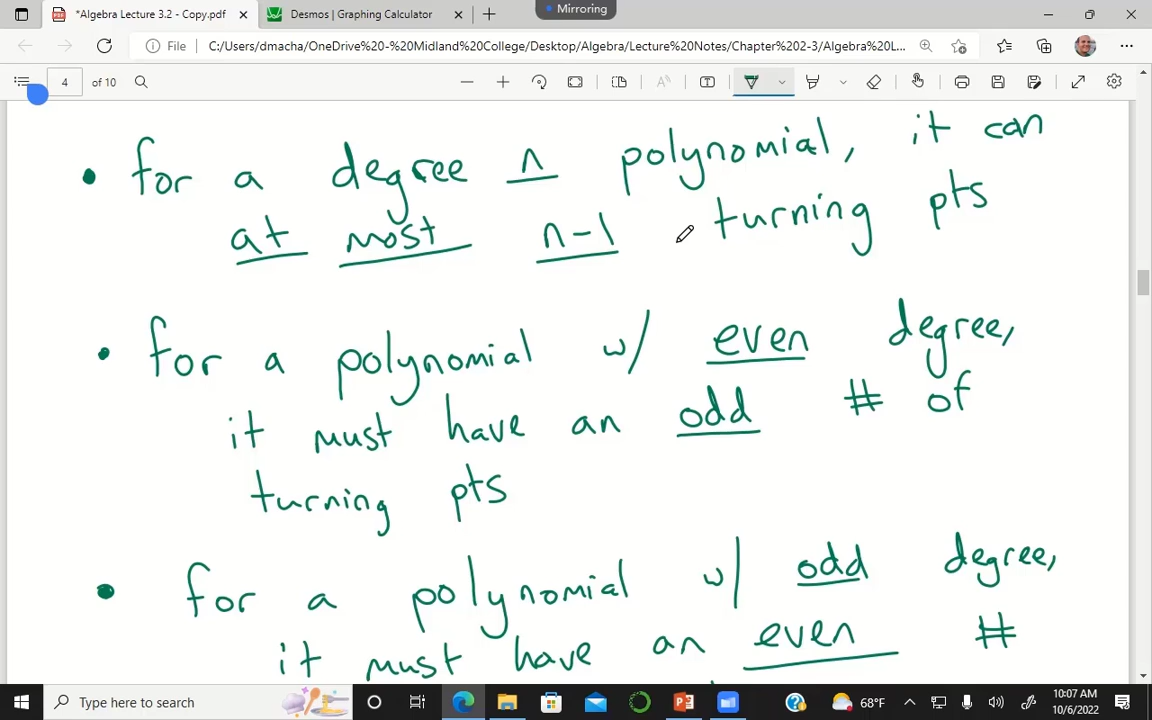 Mirroring
*Algebra Lecture 3.2 - Copy.pdf
Desmos | Graphing Calculator
File
C:/Users/dmacha/OneDrive%20-%20Midland%20College/Desktop/Algebra/Lecture%20Notes/Chapter%202-3/Algebra%20L...
4 of 10
for a degree n polynomial, it can
at most n-1 turning pts
for a polynomial w/ even degree,
it must have an odd # of
turning pts
for a polynomial w/ odd degree,
it must have an even #
Type here to search
68°F
10:07 AM
10/6/2022